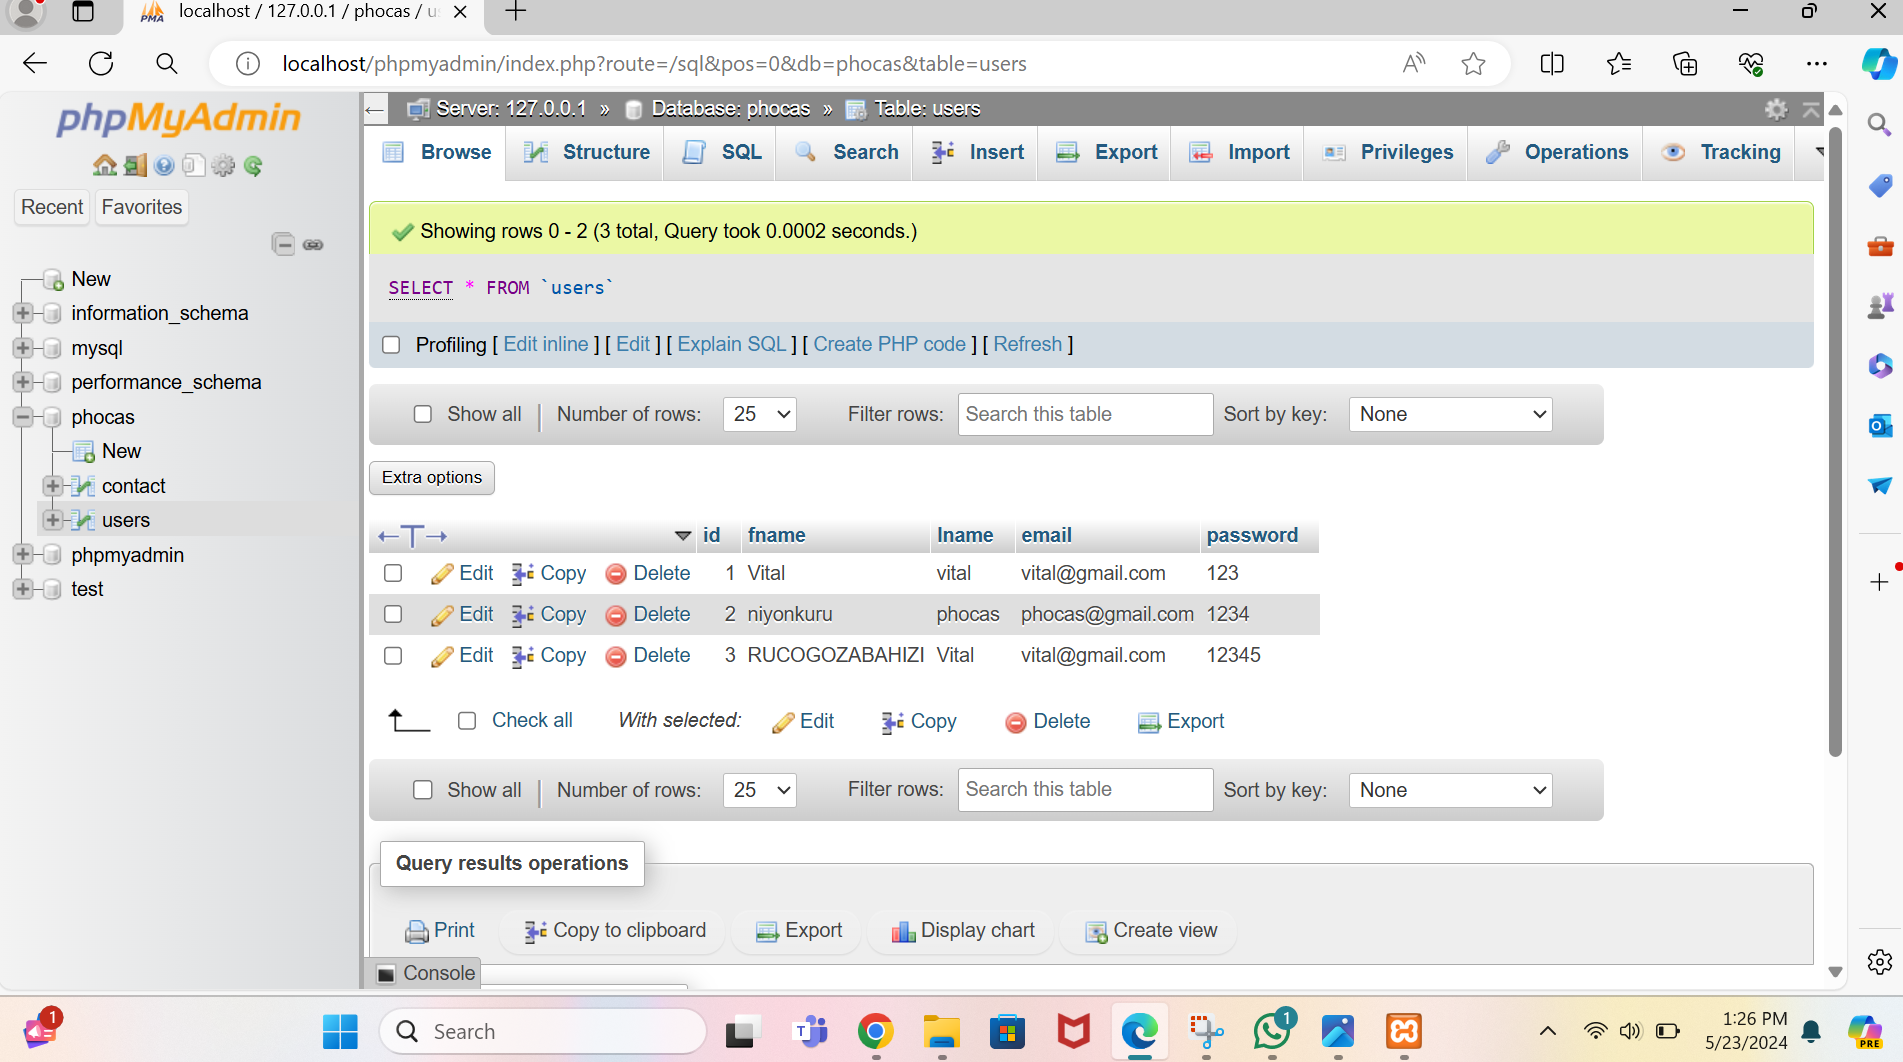 localhost / 127.0.0.1 / phocas / u
localhost/phpmyadmin/index.php?route=/sql&pos=0&db=phocas&table=users
phpMyAdmin
Recent Favorites
New
information_schema
mysql
performance_schema
phocas
New
contact
users
phpmyadmin
test
Server: 127.0.0.1 » Database: phocas » Table: users
Browse Structure SQL Search Insert Export Import Privileges Operations Tracking
Showing rows 0 - 2 (3 total, Query took 0.0002 seconds.)
SELECT * FROM `users`
Profiling [ Edit inline ] [ Edit ] [ Explain SQL ] [ Create PHP code ] [ Refresh ]
Show all | Number of rows: 25 Filter rows: Search this table Sort by key: None
Extra options
←T→ id fname lname email password
Edit Copy Delete 1 Vital vital vital@gmail.com 123
Edit Copy Delete 2 niyonkuru phocas phocas@gmail.com 1234
Edit Copy Delete 3 RUCOGOZABAHIZI Vital vital@gmail.com 12345
Check all With selected: Edit Copy Delete Export
Show all | Number of rows: 25 Filter rows: Search this table Sort by key: None
Query results operations
Print Copy to clipboard Export Display chart Create view
Console
1 Search 1 1:26 PM
5/23/2024
PRE